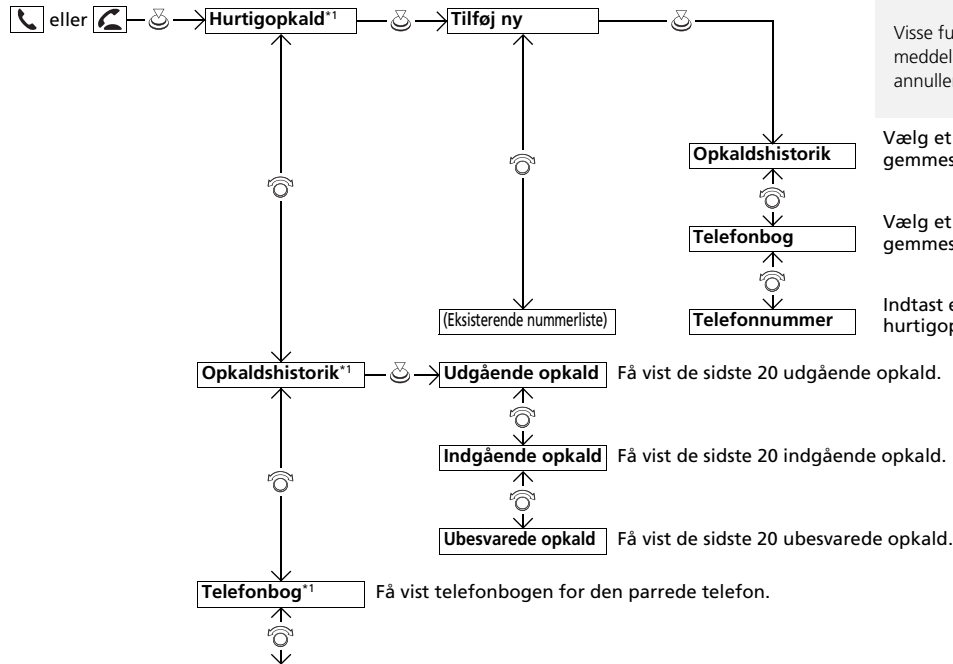 eller
Hurtigopkald*1
Tilføj ny
Visse fu
meddel
annuller
Opkaldshistorik
Vælg et
gemmes
Telefonbog
Vælg et
gemmes
(Eksisterende nummerliste)
Telefonnummer
Indtast e
hurtigop
Opkaldshistorik*1
Udgående opkald
Få vist de sidste 20 udgående opkald.
Indgående opkald
Få vist de sidste 20 indgående opkald.
Ubesvarede opkald
Få vist de sidste 20 ubesvarede opkald.
Telefonbog*1
Få vist telefonbogen for den parrede telefon.